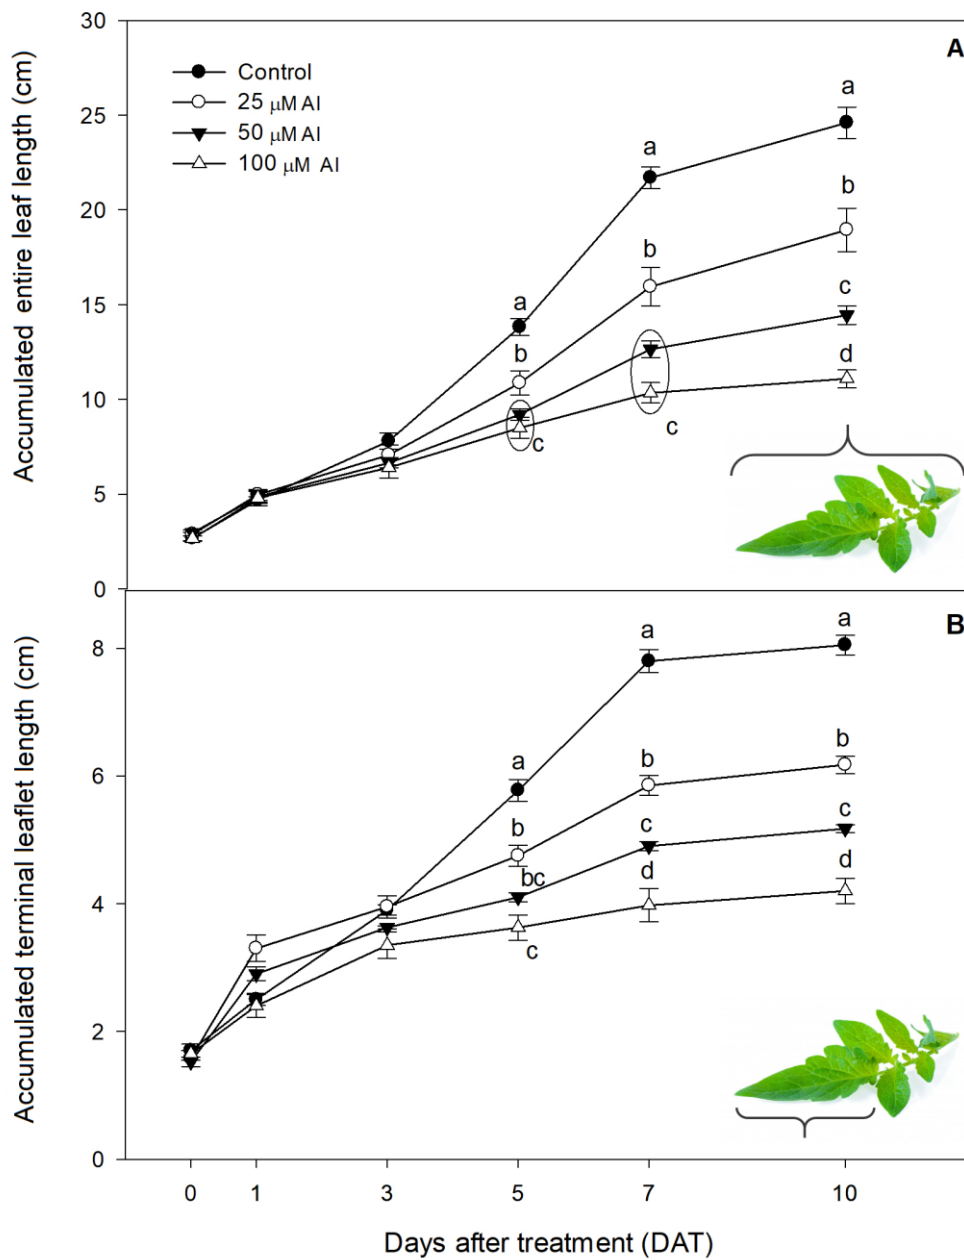 30
A
Control
25 μM Al
50 μM Al
100 μM Al
25
20
15
10
5
0
Accumulated entire leaf length (cm)
a
a
a
b
b
b
c
c
c
d
B
8
6
4
2
0
Accumulated terminal leaflet length (cm)
a
a
a
b
b
b
c
c
bc
d
d
c
0 1 3 5 7 10
Days after treatment (DAT)